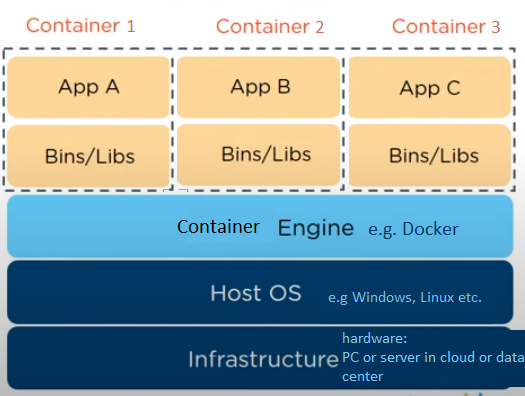 Container 1 Container 2 Container 3
App A App B App C
Bins/Libs Bins/Libs Bins/Libs
Container Engine e.g. Docker
Host OS e.g Windows, Linux etc.
hardware:
Infrastructure PC or server in cloud or data
center